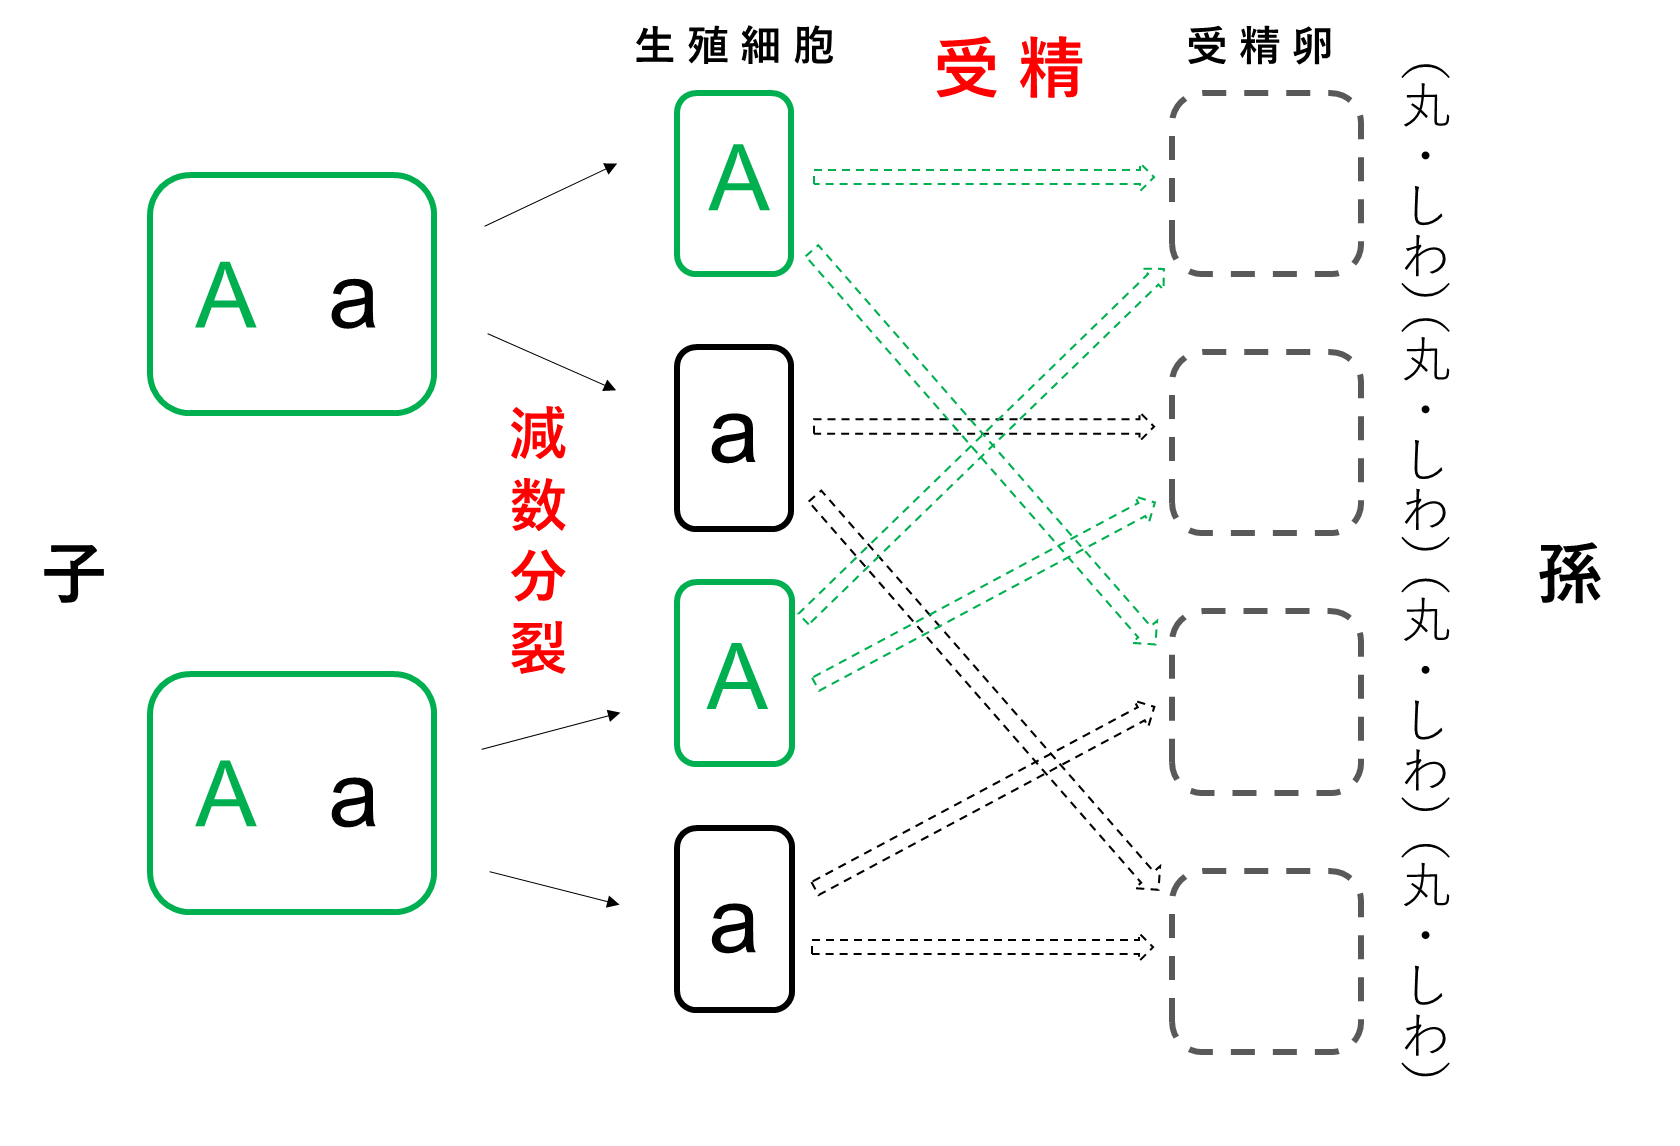 生殖細胞
受精
受精卵
A a
A a
子
減数分裂
A
a
A
a
(丸・しわ)
(丸・しわ)
(丸・しわ)
(丸・しわ)
孫